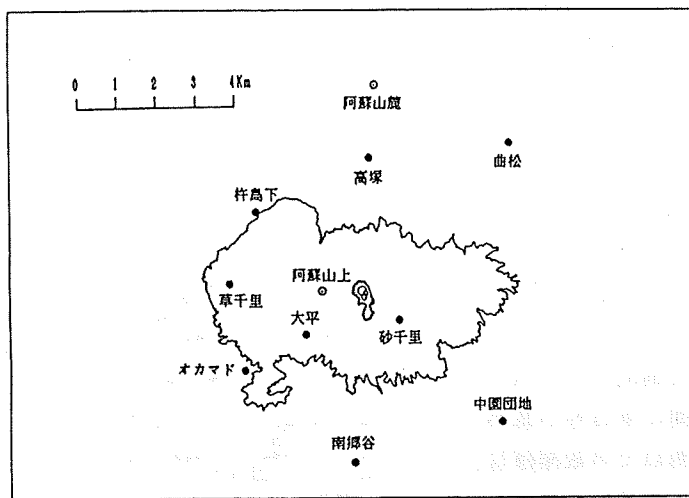 0 1 2 3 4Km
阿蘇山麓
曲松
高塚
杵島下
阿蘇山上
草千里
大平
砂千里
オカマド
中園団地
南郷谷